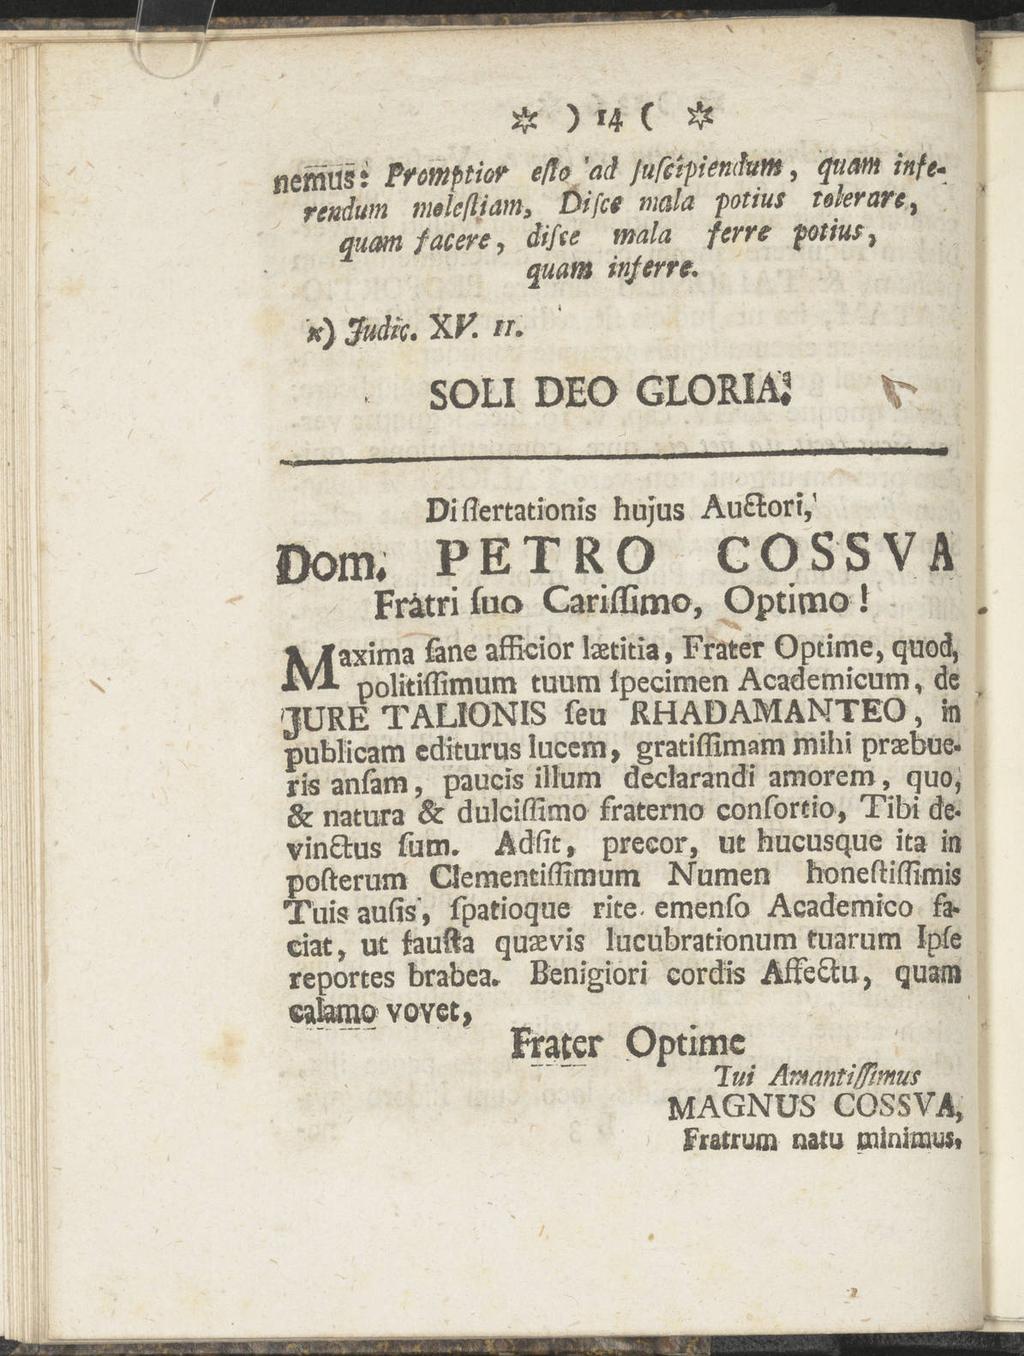 * ) 14 ( *
nemus: Promptior esto ad suscipiendum, quam infe-
rendum molestiam, Disce mala potius tolerare,
quam facere, disce mala ferre potius,
quam inferre.
x) Judic. XV. 11.
SOLI DEO GLORIA!
Dissertationis hujus Auctori,
Dom. PETRO COSSVA
Fratri suo Carissimo, Optimo!
Maxima sane afficior lætitia, Frater Optime, quod,
politissimum tuum specimen Academicum, de
JURE TALIONIS seu RHADAMANTEO, in
publicam editurus lucem, gratissimam mihi præbue-
ris ansam, paucis illum declarandi amorem, quo,
& natura & dulcissimo fraterno consortio, Tibi de-
vinctus sum. Adsit, precor, ut hucusque ita in
posterum Clementissimum Numen honestissimis
Tuis ausis, spatioque rite emenso Academico fa-
ciat, ut fausta quævis lucubrationum tuarum Ipse
reportes brabea. Benigiori cordis Affectu, quam
calamo vovet,
Frater Optime
Tui Amantissimus
MAGNUS COSSVA,
Fratrum natu minimus.